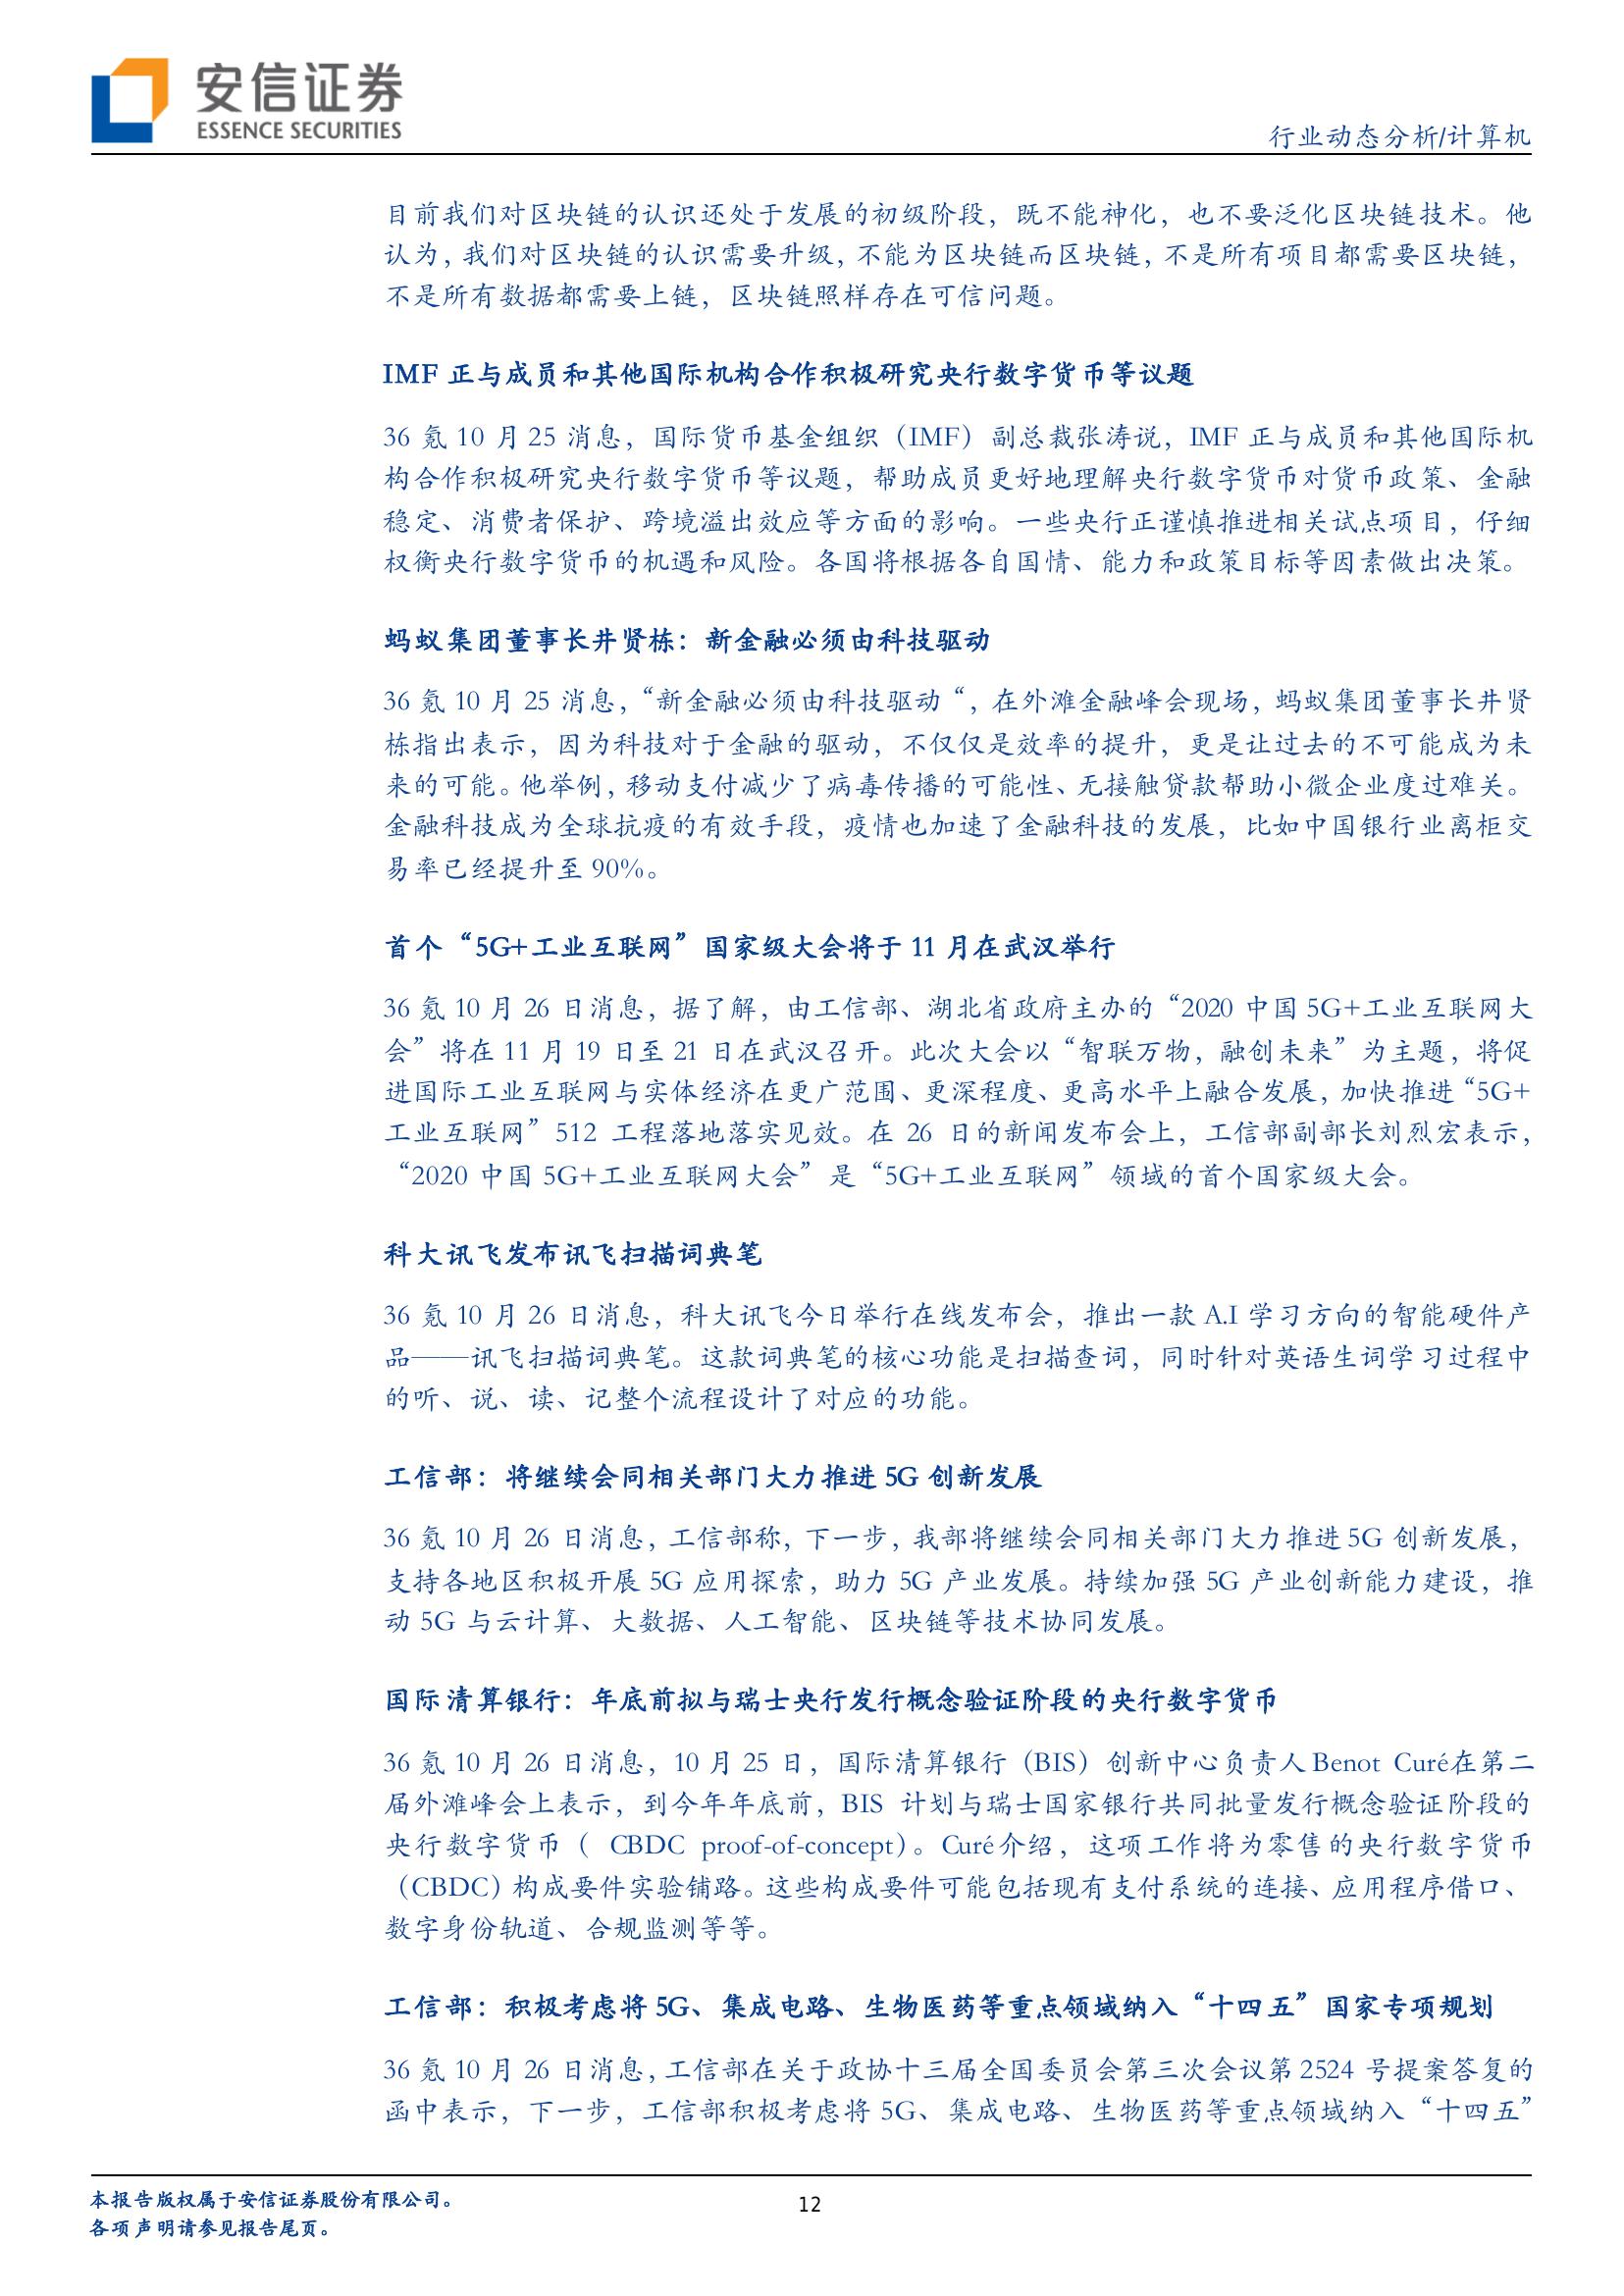 安信证券
ESSENCE SECURITIES
行业动态分析/计算机
目前我们对区块链的认识还处于发展的初级阶段，既不能神化，也不要泛化区块链技术。他
认为，我们对区块链的认识需要升级，不能为区块链而区块链，不是所有项目都需要区块链，
不是所有数据都需要上链，区块链照样存在可信问题。
IMF 正与成员和其他国际机构合作积极研究央行数字货币等议题
36 氪 10 月 25 消息，国际货币基金组织（IMF）副总裁张涛说，IMF 正与成员和其他国际机
构合作积极研究央行数字货币等议题，帮助成员更好地理解央行数字货币对货币政策、金融
稳定、消费者保护、跨境溢出效应等方面的影响。一些央行正谨慎推进相关试点项目，仔细
权衡央行数字货币的机遇和风险。各国将根据各自国情、能力和政策目标等因素做出决策。
蚂蚁集团董事长井贤栋：新金融必须由科技驱动
36 氪 10 月 25 消息，“新金融必须由科技驱动“，在外滩金融峰会现场，蚂蚁集团董事长井贤
栋指出表示，因为科技对于金融的驱动，不仅仅是效率的提升，更是让过去的不可能成为未
来的可能。他举例，移动支付减少了病毒传播的可能性、无接触贷款帮助小微企业度过难关。
金融科技成为全球抗疫的有效手段，疫情也加速了金融科技的发展，比如中国银行业离柜交
易率已经提升至 90%。
首个“5G+工业互联网”国家级大会将于 11 月在武汉举行
36 氪 10 月 26 日消息，据了解，由工信部、湖北省政府主办的“2020 中国 5G+工业互联网大
会”将在 11 月 19 日至 21 日在武汉召开。此次大会以“智联万物，融创未来”为主题，将促
进国际工业互联网与实体经济在更广范围、更深程度、更高水平上融合发展，加快推进“5G+
工业互联网”512 工程落地落实见效。在 26 日的新闻发布会上，工信部副部长刘烈宏表示，
“2020 中国 5G+工业互联网大会”是“5G+工业互联网”领域的首个国家级大会。
科大讯飞发布讯飞扫描词典笔
36 氪 10 月 26 日消息，科大讯飞今日举行在线发布会，推出一款 A.I 学习方向的智能硬件产
品——讯飞扫描词典笔。这款词典笔的核心功能是扫描查词，同时针对英语生词学习过程中
的听、说、读、记整个流程设计了对应的功能。
工信部：将继续会同相关部门大力推进 5G 创新发展
36 氪 10 月 26 日消息，工信部称，下一步，我部将继续会同相关部门大力推进 5G 创新发展，
支持各地区积极开展 5G 应用探索，助力 5G 产业发展。持续加强 5G 产业创新能力建设，推
动 5G 与云计算、大数据、人工智能、区块链等技术协同发展。
国际清算银行：年底前拟与瑞士央行发行概念验证阶段的央行数字货币
36 氪 10 月 26 日消息，10 月 25 日，国际清算银行（BIS）创新中心负责人 Benot Curé在第二
届外滩峰会上表示，到今年年底前，BIS 计划与瑞士国家银行共同批量发行概念验证阶段的
央行数字货币（ CBDC proof-of-concept）。Curé介绍，这项工作将为零售的央行数字货币
（CBDC）构成要件实验铺路。这些构成要件可能包括现有支付系统的连接、应用程序借口、
数字身份轨道、合规监测等等。
工信部：积极考虑将 5G、集成电路、生物医药等重点领域纳入“十四五”国家专项规划
36 氪 10 月 26 日消息，工信部在关于政协十三届全国委员会第三次会议第 2524 号提案答复的
函中表示，下一步，工信部积极考虑将 5G、集成电路、生物医药等重点领域纳入“十四五”
本报告版权属于安信证券股份有限公司。
各项声明请参见报告尾页。
12